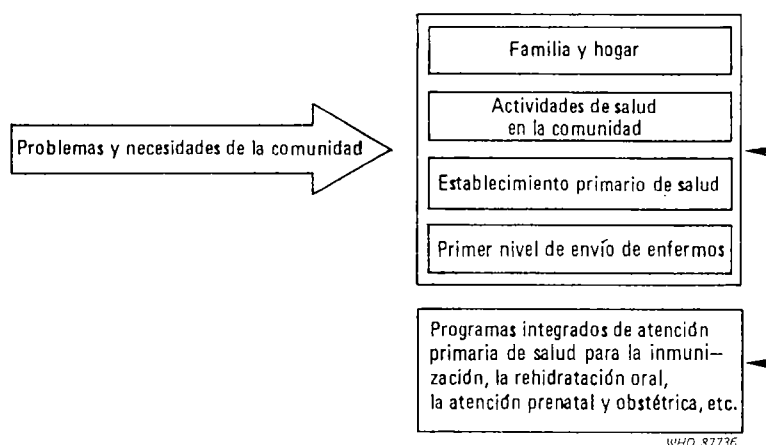 Familia y hogar
Actividades de salud
en la comunidad
Problemas y necesidades de la comunidad
Establecimiento primario de salud
Primer nivel de envío de enfermos
Programas integrados de atención
primaria de salud para la inmuni-
zación, la rehidratación oral,
la atención prenatal y obstétrica, etc.
WHO 87736